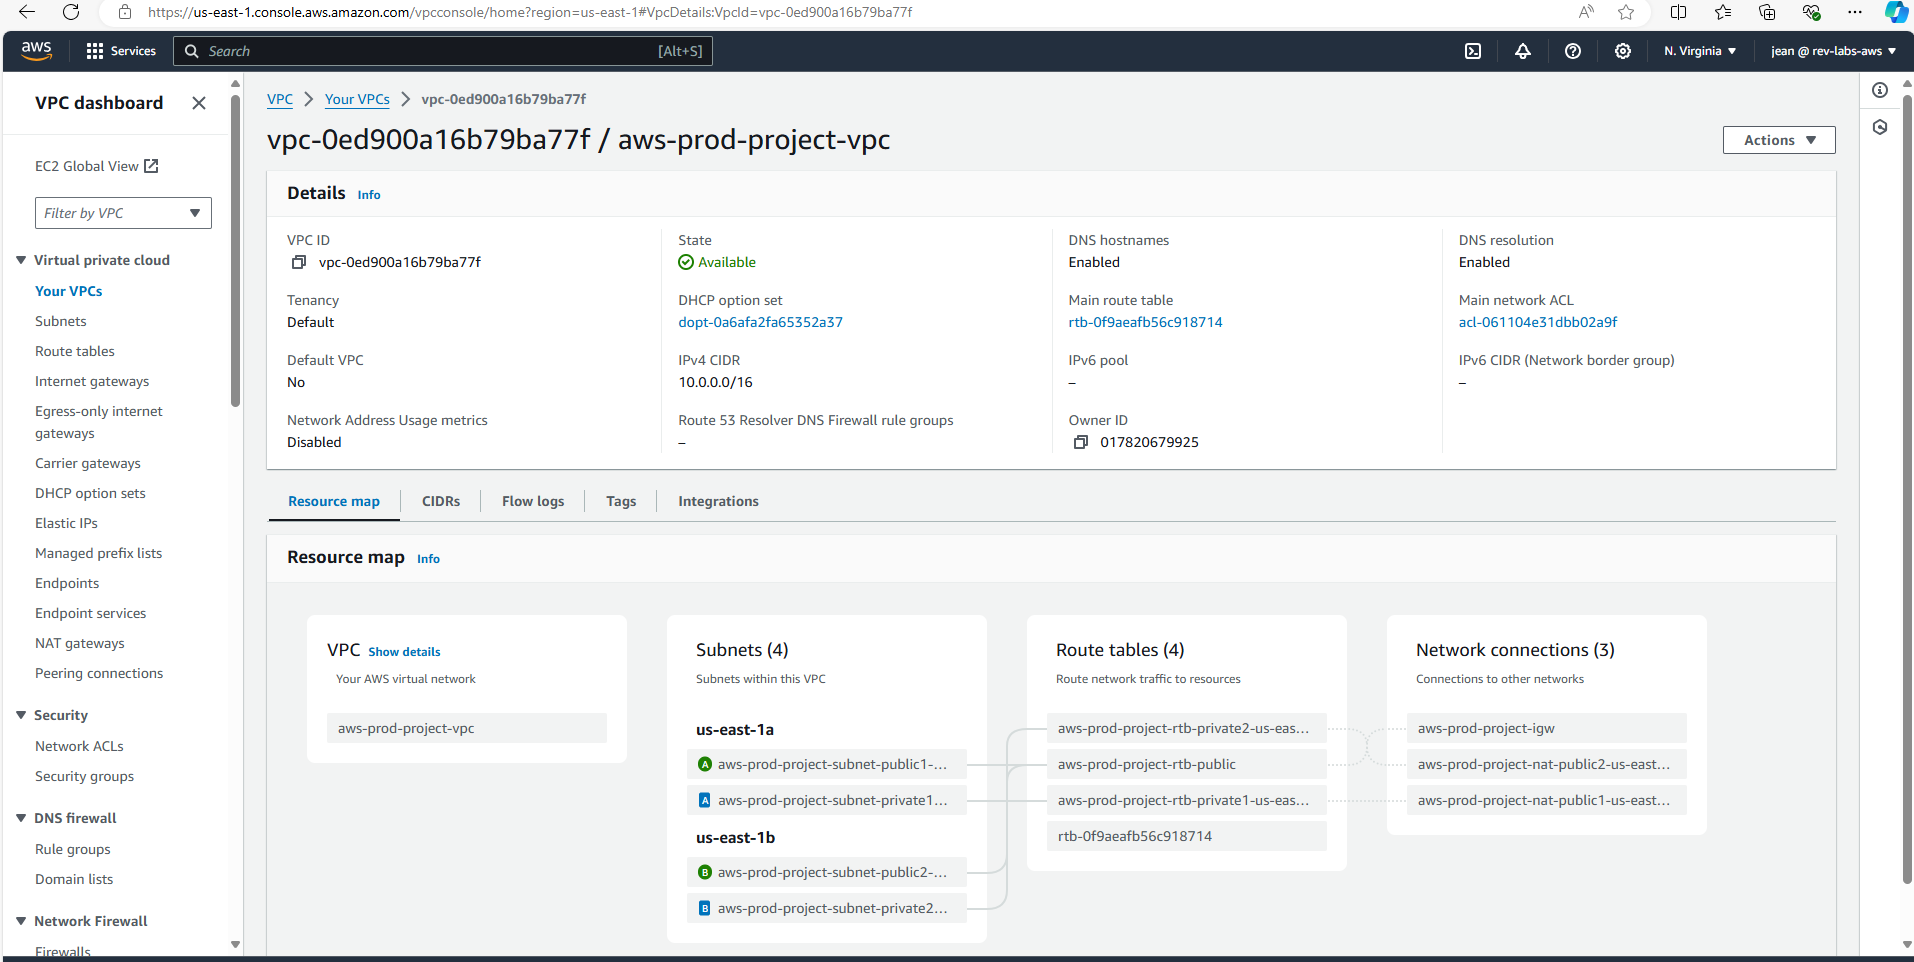 https://us-east-1.console.aws.amazon.com/vpcconsole/home?region=us-east-1#VpcDetails:VpcId=vpc-0ed900a16b79ba77f
aws
Services
Search
[Alt+S]
N. Virginia
jean @ rev-labs-aws
VPC dashboard
EC2 Global View
Filter by VPC
Virtual private cloud
Your VPCs
Subnets
Route tables
Internet gateways
Egress-only internet
gateways
Carrier gateways
DHCP option sets
Elastic IPs
Managed prefix lists
Endpoints
Endpoint services
NAT gateways
Peering connections
Security
Network ACLs
Security groups
DNS firewall
Rule groups
Domain lists
Network Firewall
Firewalls
VPC
Your VPCs
vpc-0ed900a16b79ba77f
vpc-0ed900a16b79ba77f / aws-prod-project-vpc
Actions
Details Info
VPC ID
vpc-0ed900a16b79ba77f
State
Available
DNS hostnames
Enabled
DNS resolution
Enabled
Tenancy
Default
DHCP option set
dopt-0a6afa2fa65352a37
Main route table
rtb-0f9aeafb56c918714
Main network ACL
acl-061104e31dbb02a9f
Default VPC
No
IPv4 CIDR
10.0.0.0/16
IPv6 pool
–
IPv6 CIDR (Network border group)
–
Network Address Usage metrics
Disabled
Route 53 Resolver DNS Firewall rule groups
–
Owner ID
017820679925
Resource map
CIDRs
Flow logs
Tags
Integrations
Resource map Info
VPC Show details
Your AWS virtual network
aws-prod-project-vpc
Subnets (4)
Subnets within this VPC
us-east-1a
A aws-prod-project-subnet-public1-...
A aws-prod-project-subnet-private1...
us-east-1b
B aws-prod-project-subnet-public2-...
B aws-prod-project-subnet-private2...
Route tables (4)
Route network traffic to resources
aws-prod-project-rtb-private2-us-eas...
aws-prod-project-rtb-public
aws-prod-project-rtb-private1-us-eas...
rtb-0f9aeafb56c918714
Network connections (3)
Connections to other networks
aws-prod-project-igw
aws-prod-project-nat-public2-us-east...
aws-prod-project-nat-public1-us-east...